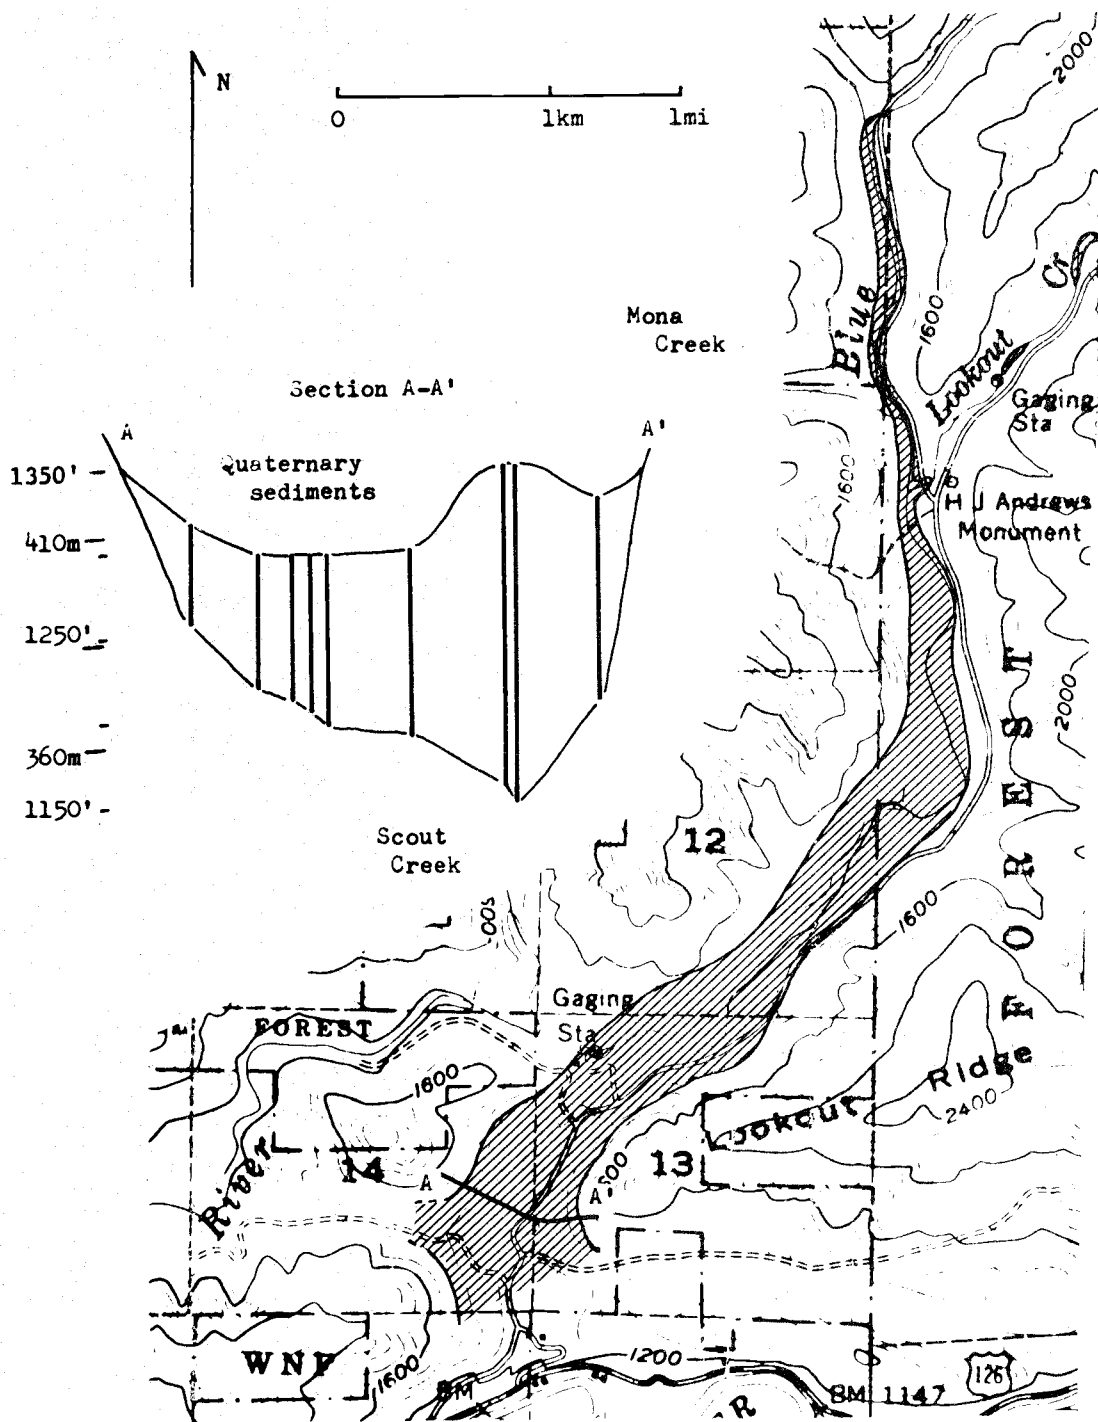 N
0 1km 1mi
2000
Mona
Creek
Blue
1600
Cr
Lookout
Gaging
Sta
Section A-A'
A
A'
1350'
Quaternary
sediments
1600
H J Andrews
Monument
410m
1250'
2000
360m
1150'
Scout
Creek
12
FOREST
1600
Gaging
Sta
FOREST
1600
Lookout Ridge
2400
River
14
13
A
A'
WNF
1600
1200
BM
BM 1147
126
R